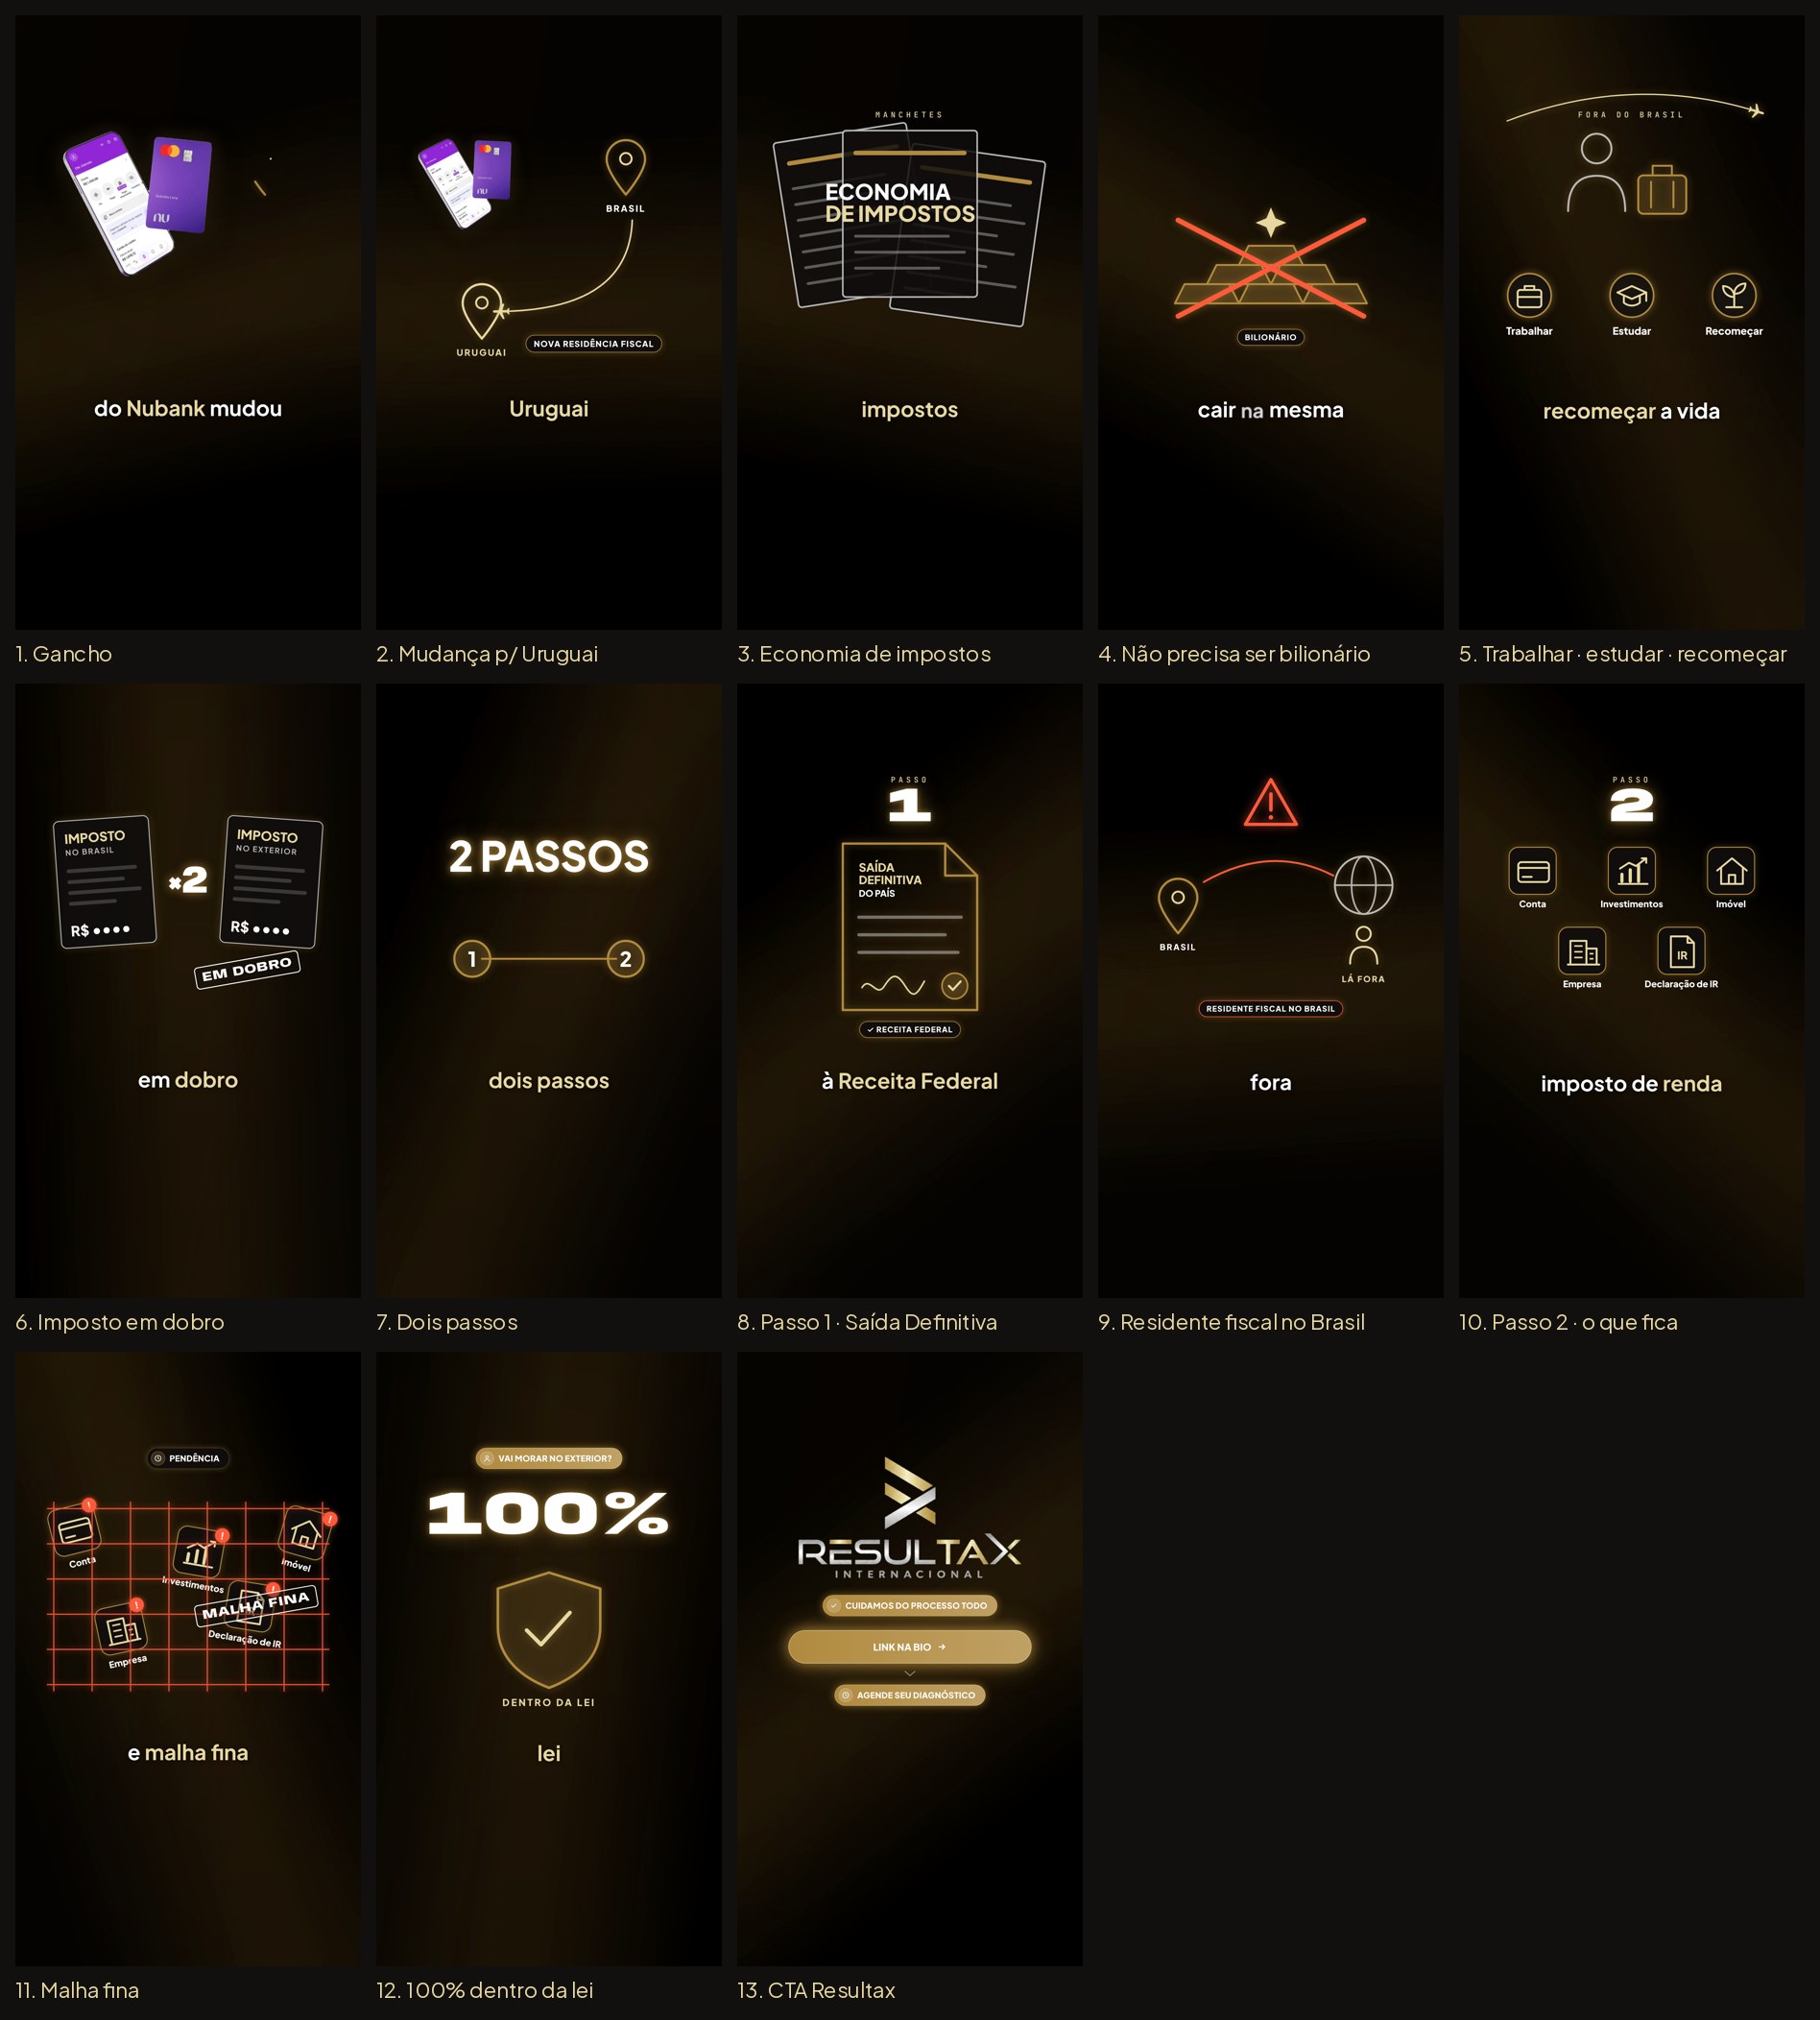 nu
do Nubank mudou
1. Gancho
nu
BRASIL
URUGUAI
NOVA RESIDÊNCIA FISCAL
Uruguai
2. Mudança p/ Uruguai
MANCHETES
ECONOMIA
DE IMPOSTOS
impostos
3. Economia de impostos
BILIONÁRIO
cair na mesma
4. Não precisa ser bilionário
FORA DO BRASIL
Trabalhar
Estudar
Recomeçar
recomeçar a vida
5. Trabalhar · estudar · recomeçar
IMPOSTO
NO BRASIL
R$ ••••
×2
IMPOSTO
NO EXTERIOR
R$ ••••
EM DOBRO
em dobro
6. Imposto em dobro
2 PASSOS
1
2
dois passos
7. Dois passos
PASSO
1
SAÍDA
DEFINITIVA
DO PAÍS
✓ RECEITA FEDERAL
à Receita Federal
8. Passo 1 · Saída Definitiva
BRASIL
LÁ FORA
RESIDENTE FISCAL NO BRASIL
fora
9. Residente fiscal no Brasil
PASSO
2
Conta
Investimentos
Imóvel
IR
Empresa
Declaração de IR
imposto de renda
10. Passo 2 · o que fica
PENDÊNCIA
Conta
Investimentos
Imóvel
MALHA FINA
Declaração de IR
Empresa
e malha fina
11. Malha fina
VAI MORAR NO EXTERIOR?
100%
DENTRO DA LEI
lei
12. 100% dentro da lei
RESULTAX
INTERNACIONAL
CUIDAMOS DO PROCESSO TODO
LINK NA BIO →
AGENDE SEU DIAGNÓSTICO
13. CTA Resultax